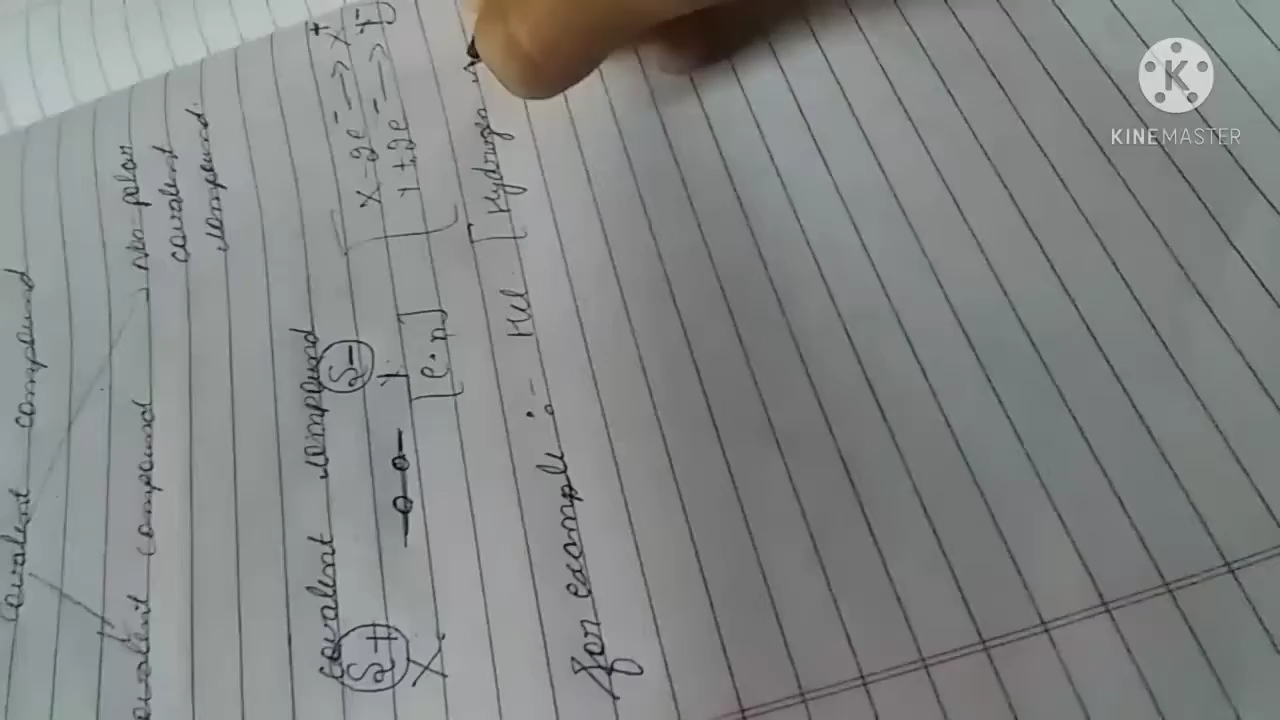 covalent compound
covalent compound Non-polar
covalent
compound.
covalent compound
δ+ δ-
X —o—o— Y
[e.n]
[X-2e⁻ → X⁺
Y+2e⁻ → Y⁻]
for example :- HCl [Hydrogen
KINEMASTER